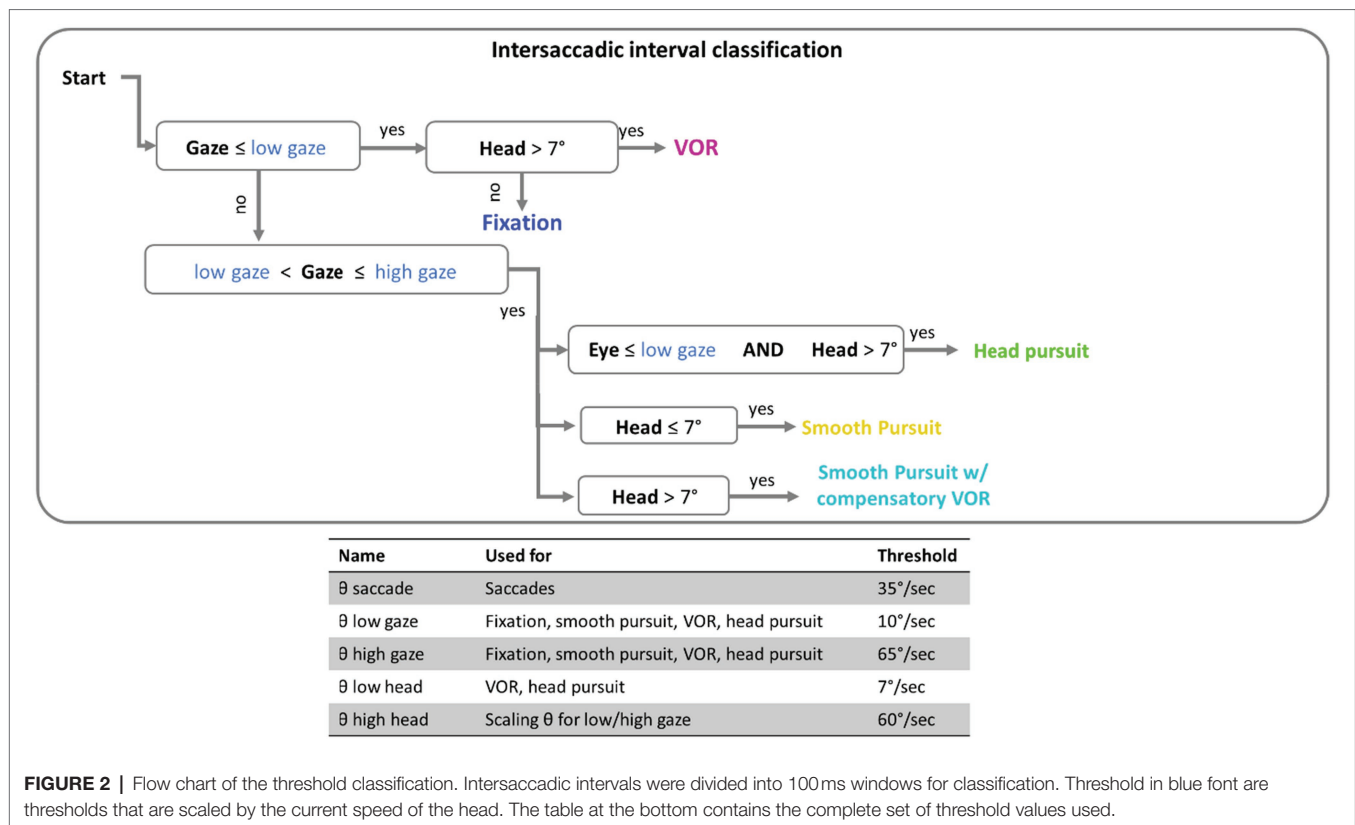 Intersaccadic interval classification
Start
Gaze ≤ low gaze
yes
Head > 7°
yes
VOR
no
no
Fixation
low gaze < Gaze ≤ high gaze
yes
Eye ≤ low gaze AND Head > 7°
yes
Head pursuit
Head ≤ 7°
yes
Smooth Pursuit
Head > 7°
yes
Smooth Pursuit w/
compensatory VOR
Name Used for Threshold
θ saccade Saccades 35°/sec
θ low gaze Fixation, smooth pursuit, VOR, head pursuit 10°/sec
θ high gaze Fixation, smooth pursuit, VOR, head pursuit 65°/sec
θ low head VOR, head pursuit 7°/sec
θ high head Scaling θ for low/high gaze 60°/sec
FIGURE 2 | Flow chart of the threshold classification. Intersaccadic intervals were divided into 100 ms windows for classification. Threshold in blue font are
thresholds that are scaled by the current speed of the head. The table at the bottom contains the complete set of threshold values used.